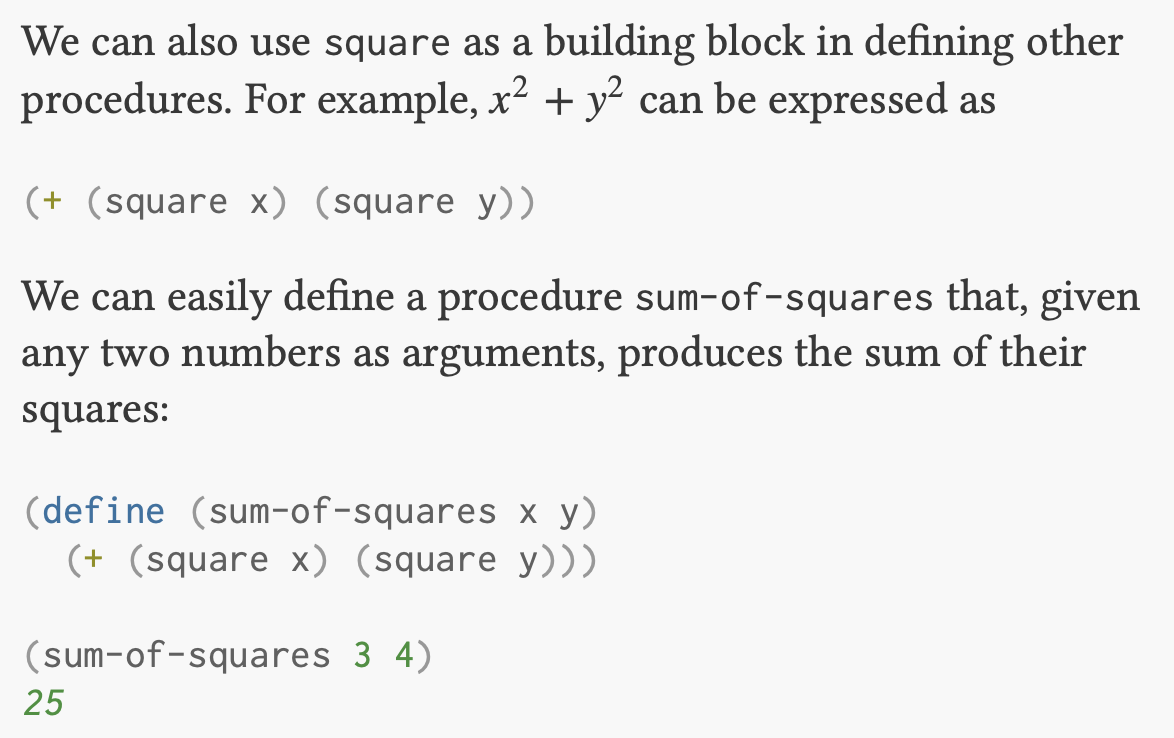 We can also use square as a building block in defining other
procedures. For example, x² + y² can be expressed as
(+ (square x) (square y))
We can easily define a procedure sum-of-squares that, given
any two numbers as arguments, produces the sum of their
squares:
(define (sum-of-squares x y)
  (+ (square x) (square y)))
(sum-of-squares 3 4)
25